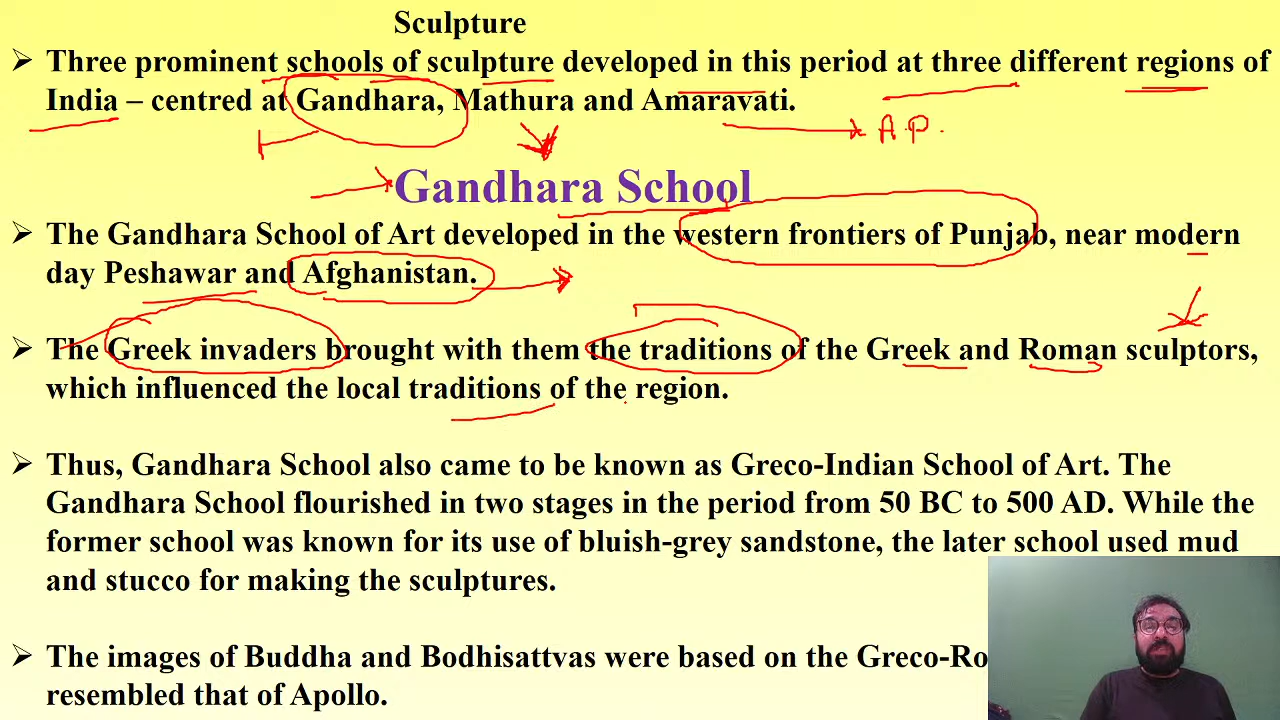 Sculpture
➢ Three prominent schools of sculpture developed in this period at three different regions of
India – centred at Gandhara, Mathura and Amaravati.
A.P.
Gandhara School
➢ The Gandhara School of Art developed in the western frontiers of Punjab, near modern
day Peshawar and Afghanistan.
➢ The Greek invaders brought with them the traditions of the Greek and Roman sculptors,
which influenced the local traditions of the region.
➢ Thus, Gandhara School also came to be known as Greco-Indian School of Art. The
Gandhara School flourished in two stages in the period from 50 BC to 500 AD. While the
former school was known for its use of bluish-grey sandstone, the later school used mud
and stucco for making the sculptures.
➢ The images of Buddha and Bodhisattvas were based on the Greco-Ro
resembled that of Apollo.